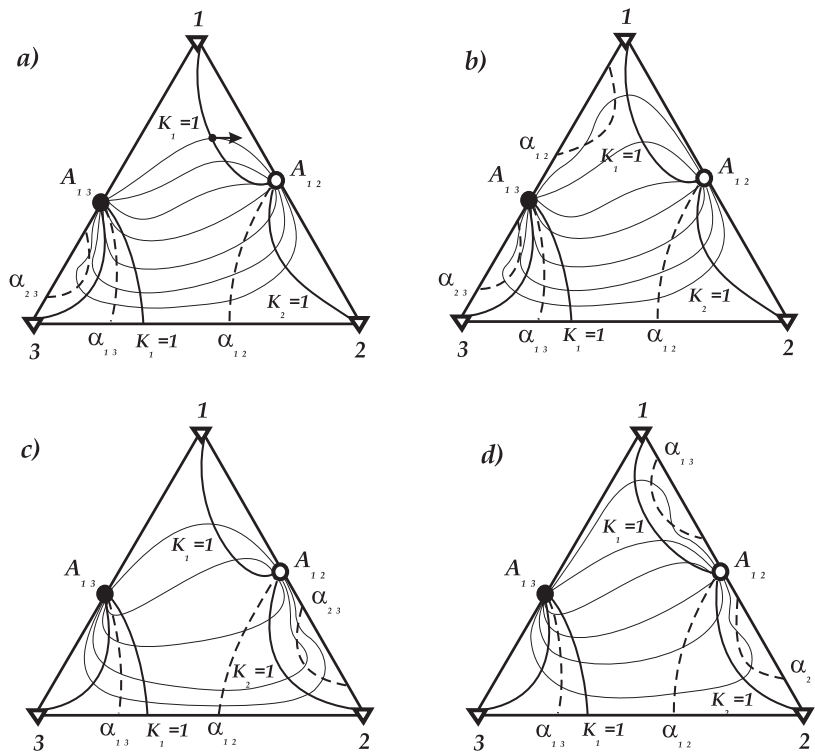 1
a)
K₁=1
A₁₃
A₁₂
α₂₃
K₂=1
3
α₁₃
K₁=1
α₁₂
2
1
b)
α₁₂
K₁=1
A₁₃
A₁₂
α₂₃
K₂=1
3
α₁₃
K₁=1
α₁₂
2
1
c)
K₁=1
A₁₃
A₁₂
α₂₃
K₂=1
3
α₁₃
K₁=1
α₁₂
2
1
d)
α₁₃
K₁=1
A₁₃
A₁₂
α₂
K₂=1
3
α₁₃
K₁=1
α₁₂
2